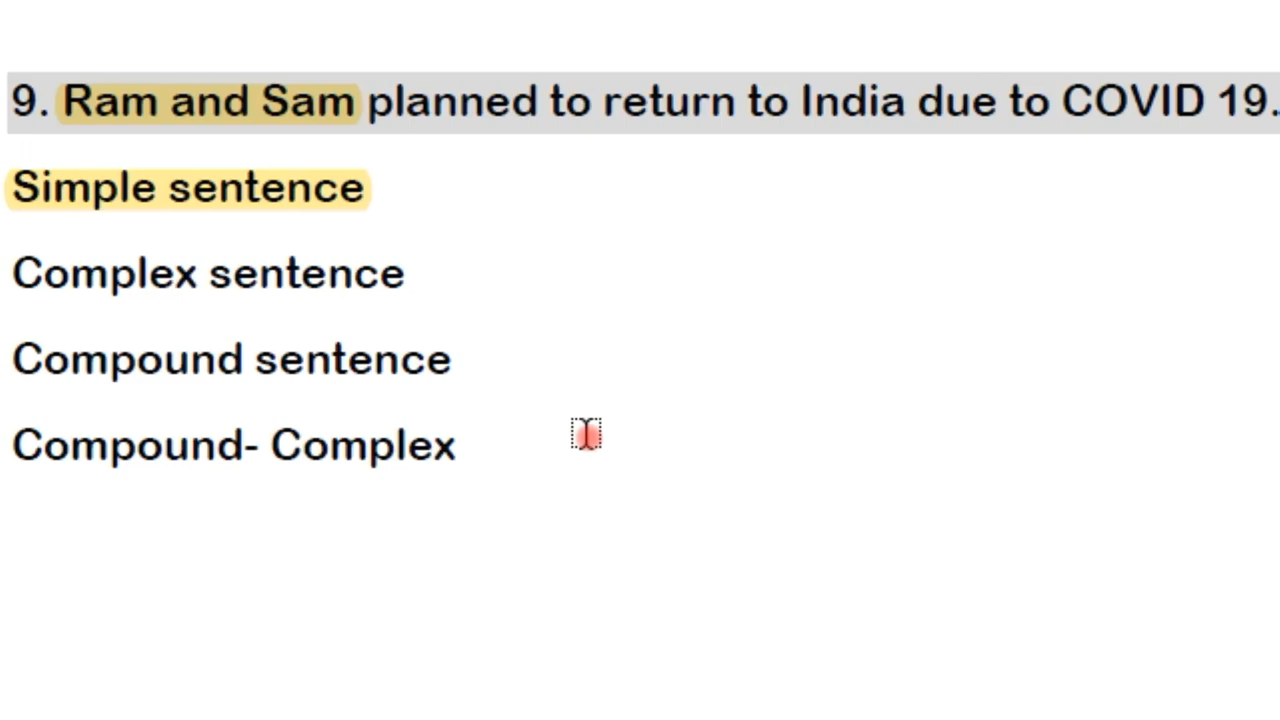 9. Ram and Sam planned to return to India due to COVID 19.
Simple sentence
Complex sentence
Compound sentence
Compound- Complex